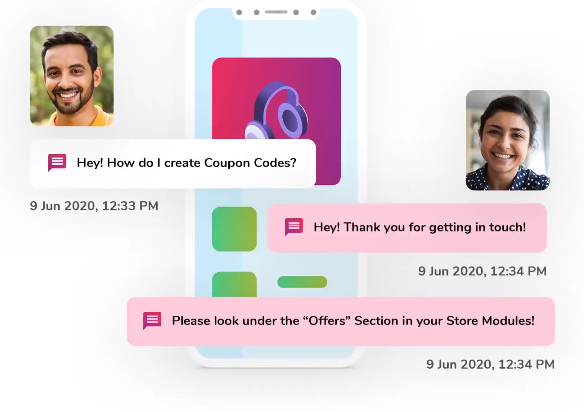 Hey! How do I create Coupon Codes?
9 Jun 2020, 12:33 PM
Hey! Thank you for getting in touch!
9 Jun 2020, 12:34 PM
Please look under the “Offers” Section in your Store Modules!
9 Jun 2020, 12:34 PM